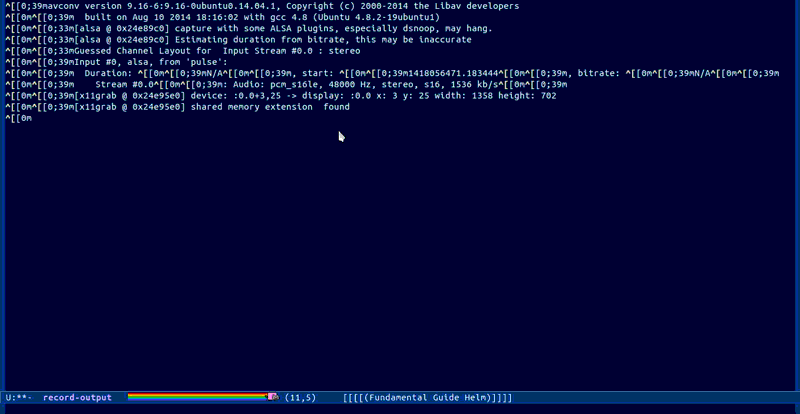 ^[[0;39mavconv version 9.16-6:9.16-0ubuntu0.14.04.1, Copyright (c) 2000-2014 the Libav developers
^[[0m^[[0;39m  built on Aug 10 2014 18:16:02 with gcc 4.8 (Ubuntu 4.8.2-19ubuntu1)
^[[0m^[[0;33m[alsa @ 0x24e89c0] capture with some ALSA plugins, especially dsnoop, may hang.
^[[0m^[[0;33m[alsa @ 0x24e89c0] Estimating duration from bitrate, this may be inaccurate
^[[0m^[[0;33mGuessed Channel Layout for  Input Stream #0.0 : stereo
^[[0m^[[0;39mInput #0, alsa, from 'pulse':
^[[0m^[[0;39m  Duration: ^[[0m^[[0;39mN/A^[[0m^[[0;39m, start: ^[[0m^[[0;39m1418056471.183444^[[0m^[[0;39m, bitrate: ^[[0m^[[0;39mN/A^[[0m^[[0;39m
^[[0m^[[0;39m    Stream #0.0^[[0m^[[0;39m: Audio: pcm_s16le, 48000 Hz, stereo, s16, 1536 kb/s^[[0m^[[0;39m
^[[0m^[[0;39m[x11grab @ 0x24e95e0] device: :0.0+3,25 -> display: :0.0 x: 3 y: 25 width: 1358 height: 702
^[[0m^[[0;39m[x11grab @ 0x24e95e0] shared memory extension  found
^[[0m
U:**-  record-output  (11,5)  [[[[(Fundamental Guide Helm)]]]]